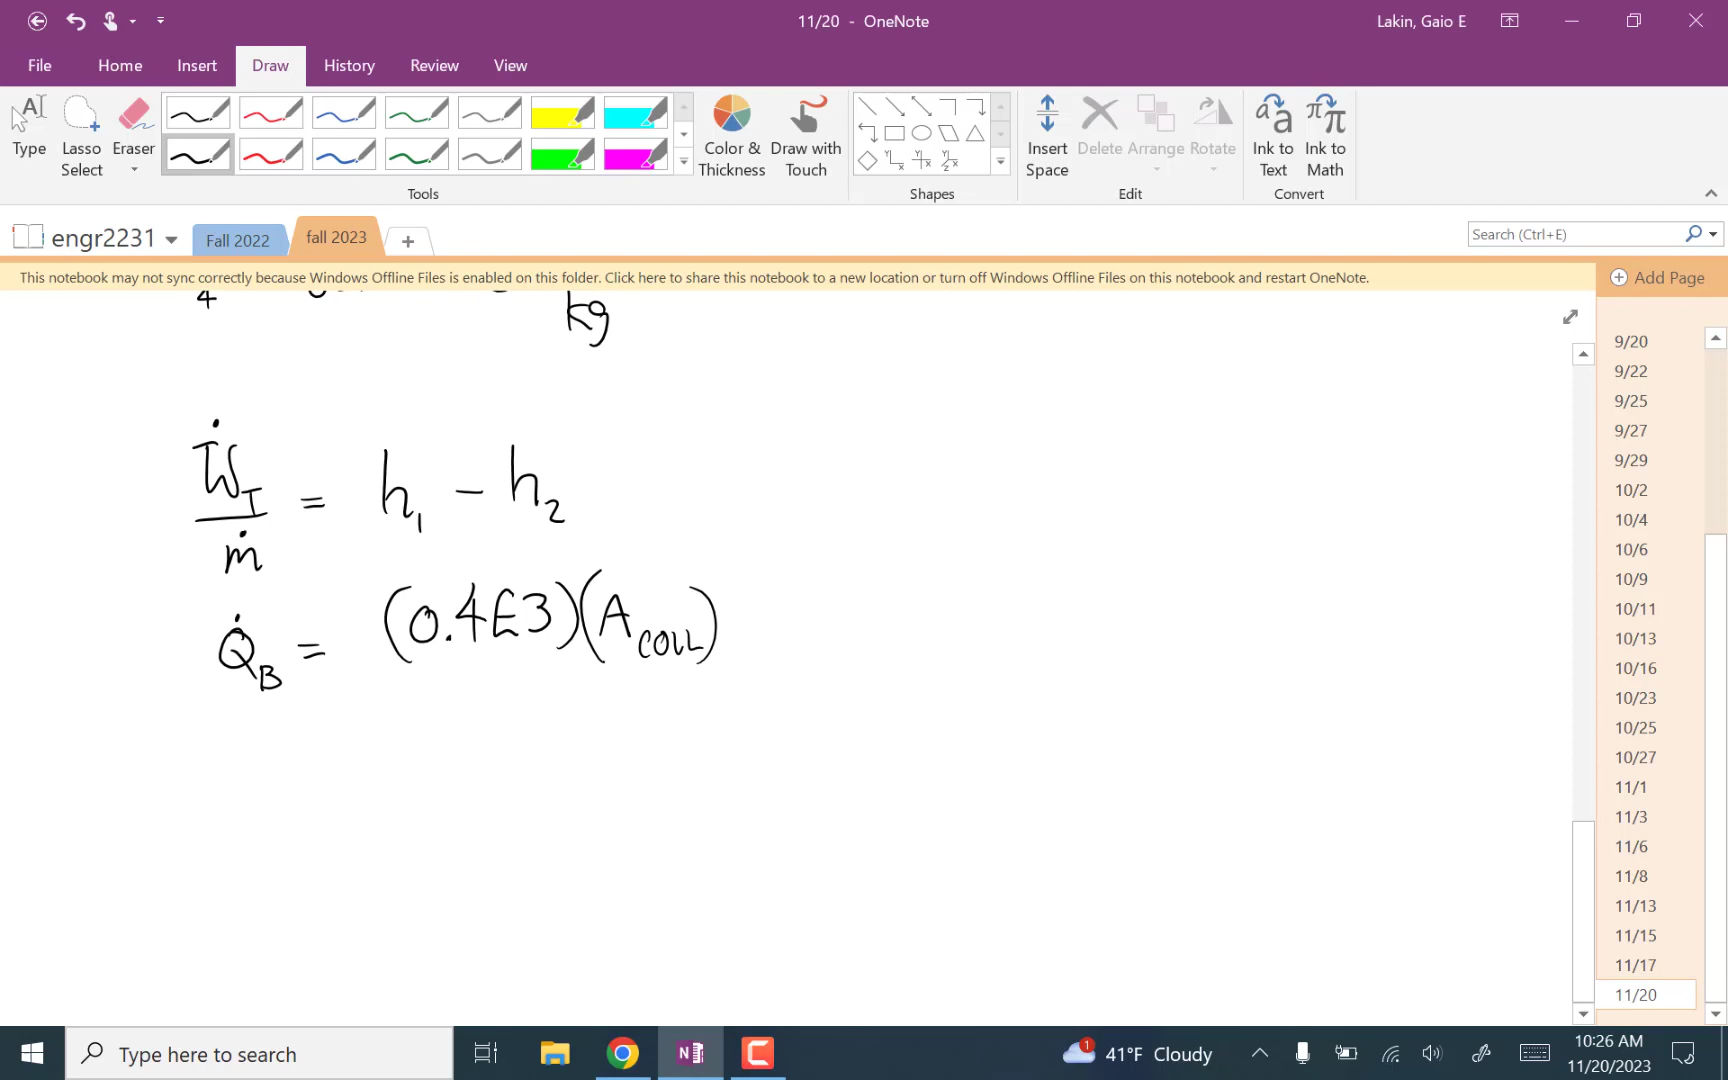 11/20 - OneNote
Lakin, Gaio E
File Home Insert Draw History Review View
Type
Lasso Select
Eraser
Color & Thickness
Draw with Touch
Insert Space
Delete Arrange Rotate
Ink to Text
Ink to Math
Tools Shapes Edit Convert
engr2231 Fall 2022 fall 2023 +
Search (Ctrl+E)
This notebook may not sync correctly because Windows Offline Files is enabled on this folder. Click here to share this notebook to a new location or turn off Windows Offline Files on this notebook and restart OneNote.
Add Page
4
kg
Ẇ_T / ṁ = h₁ - h₂
Q̇_B = (0.4E3)(A_COLL)
9/20
9/22
9/25
9/27
9/29
10/2
10/4
10/6
10/9
10/11
10/13
10/16
10/23
10/25
10/27
11/1
11/3
11/6
11/8
11/13
11/15
11/17
11/20
Type here to search
1
41°F Cloudy
10:26 AM
11/20/2023